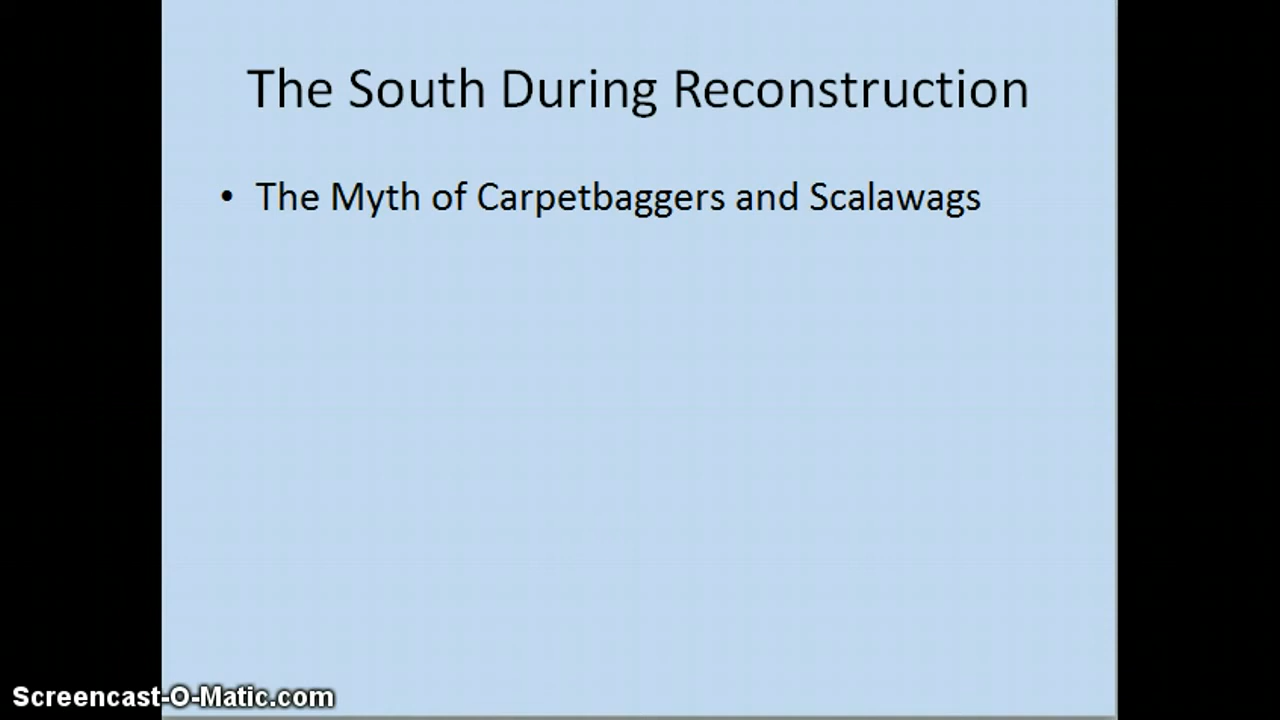 The South During Reconstruction
• The Myth of Carpetbaggers and Scalawags
Screencast-O-Matic.com